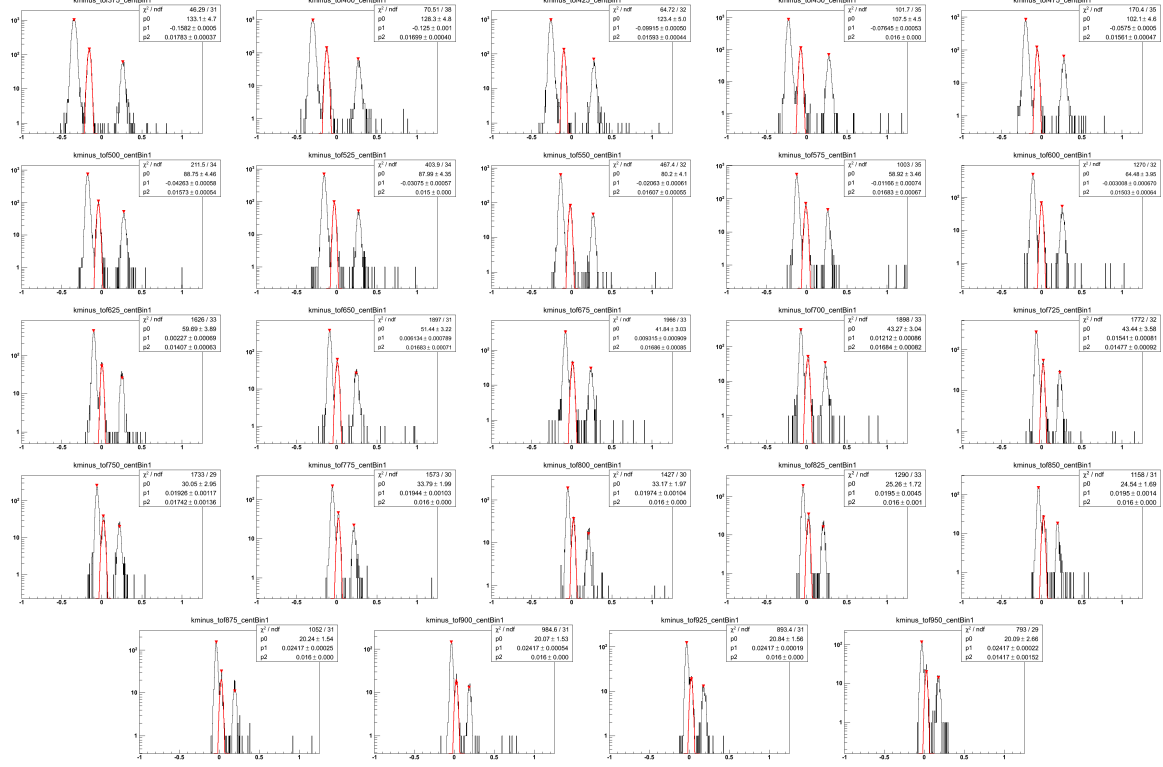 kminus_tof375_centBin1
χ² / ndf 46.29 / 31
p0 133.1 ± 4.7
p1 -0.1582 ± 0.0005
p2 0.01783 ± 0.00037
kminus_tof400_centBin1
χ² / ndf 70.51 / 38
p0 128.3 ± 4.8
p1 -0.125 ± 0.001
p2 0.01699 ± 0.00040
kminus_tof425_centBin1
χ² / ndf 64.72 / 32
p0 123.4 ± 5.0
p1 -0.09915 ± 0.00050
p2 0.01593 ± 0.00044
kminus_tof450_centBin1
χ² / ndf 101.7 / 35
p0 107.5 ± 4.5
p1 -0.07645 ± 0.00053
p2 0.016 ± 0.000
kminus_tof475_centBin1
χ² / ndf 170.4 / 35
p0 102.1 ± 4.6
p1 -0.0575 ± 0.0005
p2 0.01561 ± 0.00047
kminus_tof500_centBin1
χ² / ndf 211.5 / 34
p0 88.75 ± 4.46
p1 -0.04263 ± 0.00058
p2 0.01573 ± 0.00054
kminus_tof525_centBin1
χ² / ndf 403.9 / 34
p0 87.99 ± 4.35
p1 -0.03075 ± 0.00057
p2 0.015 ± 0.000
kminus_tof550_centBin1
χ² / ndf 467.4 / 32
p0 80.2 ± 4.1
p1 -0.02063 ± 0.00061
p2 0.01607 ± 0.00055
kminus_tof575_centBin1
χ² / ndf 1003 / 35
p0 58.92 ± 3.46
p1 -0.01166 ± 0.00074
p2 0.01683 ± 0.00067
kminus_tof600_centBin1
χ² / ndf 1270 / 32
p0 64.48 ± 3.95
p1 -0.003008 ± 0.000670
p2 0.01503 ± 0.00064
kminus_tof625_centBin1
χ² / ndf 1626 / 33
p0 59.69 ± 3.89
p1 0.00227 ± 0.00069
p2 0.01407 ± 0.00063
kminus_tof650_centBin1
χ² / ndf 1897 / 31
p0 51.44 ± 3.22
p1 0.006134 ± 0.000789
p2 0.01683 ± 0.00071
kminus_tof675_centBin1
χ² / ndf 1966 / 33
p0 41.84 ± 3.03
p1 0.009315 ± 0.000909
p2 0.01686 ± 0.00085
kminus_tof700_centBin1
χ² / ndf 1898 / 33
p0 43.27 ± 3.04
p1 0.01212 ± 0.00086
p2 0.01684 ± 0.00082
kminus_tof725_centBin1
χ² / ndf 1772 / 32
p0 43.44 ± 3.58
p1 0.01541 ± 0.00081
p2 0.01477 ± 0.00092
kminus_tof750_centBin1
χ² / ndf 1733 / 29
p0 30.05 ± 2.95
p1 0.01926 ± 0.00117
p2 0.01742 ± 0.00136
kminus_tof775_centBin1
χ² / ndf 1573 / 30
p0 33.79 ± 1.99
p1 0.01944 ± 0.00103
p2 0.016 ± 0.000
kminus_tof800_centBin1
χ² / ndf 1427 / 30
p0 33.17 ± 1.97
p1 0.01974 ± 0.00104
p2 0.016 ± 0.000
kminus_tof825_centBin1
χ² / ndf 1290 / 33
p0 25.26 ± 1.72
p1 0.0195 ± 0.0045
p2 0.016 ± 0.001
kminus_tof850_centBin1
χ² / ndf 1158 / 31
p0 24.54 ± 1.69
p1 0.0195 ± 0.0014
p2 0.016 ± 0.000
kminus_tof875_centBin1
χ² / ndf 1052 / 31
p0 20.24 ± 1.54
p1 0.02417 ± 0.00025
p2 0.016 ± 0.000
kminus_tof900_centBin1
χ² / ndf 984.6 / 31
p0 20.07 ± 1.53
p1 0.02417 ± 0.00054
p2 0.016 ± 0.000
kminus_tof925_centBin1
χ² / ndf 893.4 / 31
p0 20.84 ± 1.56
p1 0.02417 ± 0.00019
p2 0.016 ± 0.000
kminus_tof950_centBin1
χ² / ndf 793 / 29
p0 20.09 ± 2.66
p1 0.02417 ± 0.00022
p2 0.01417 ± 0.00152